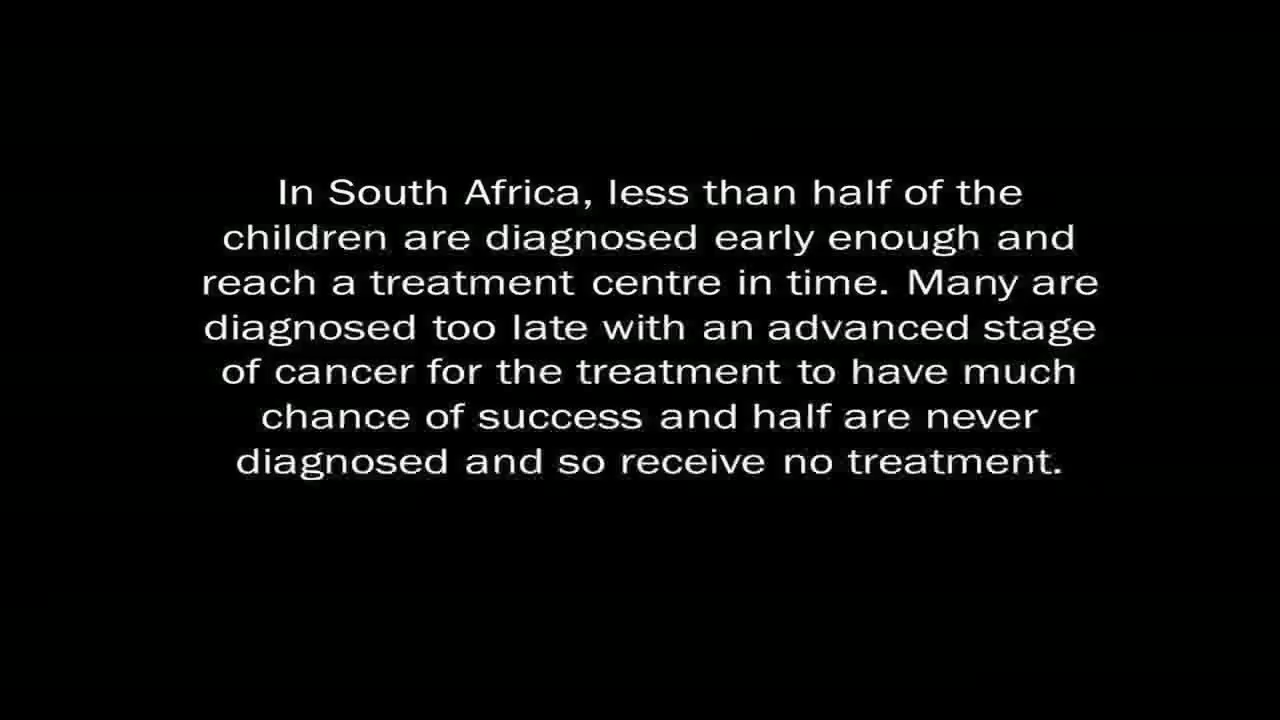 In South Africa, less than half of the
children are diagnosed early enough and
reach a treatment centre in time. Many are
diagnosed too late with an advanced stage
of cancer for the treatment to have much
chance of success and half are never
diagnosed and so receive no treatment.